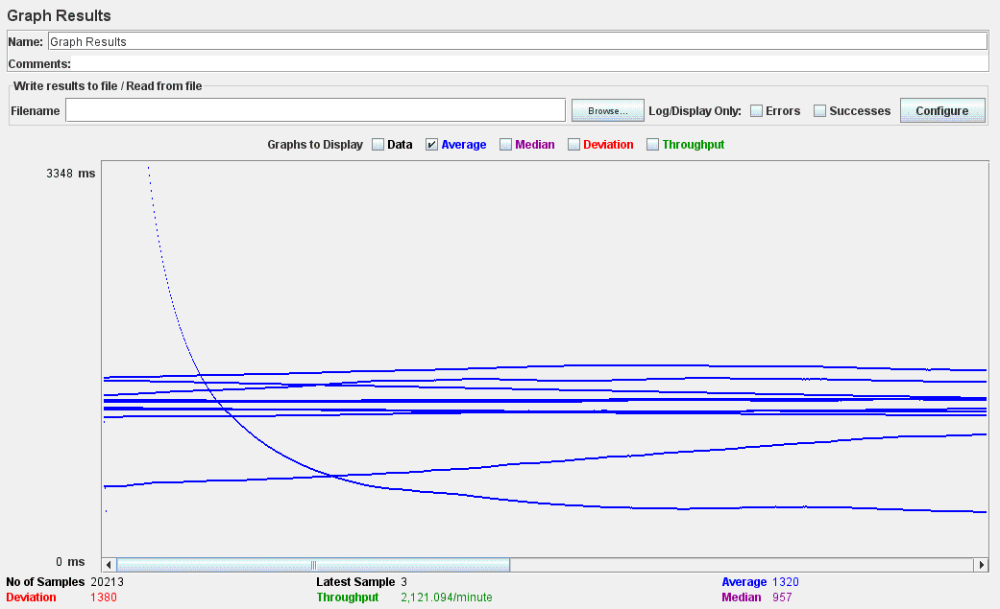 Graph Results
Name: Graph Results
Comments:
Write results to file / Read from file
Filename Browse... Log/Display Only: Errors Successes Configure
Graphs to Display Data Average Median Deviation Throughput
3348 ms
0 ms
No of Samples 20213 Latest Sample 3 Average 1320
Deviation 1380 Throughput 2,121.094/minute Median 957